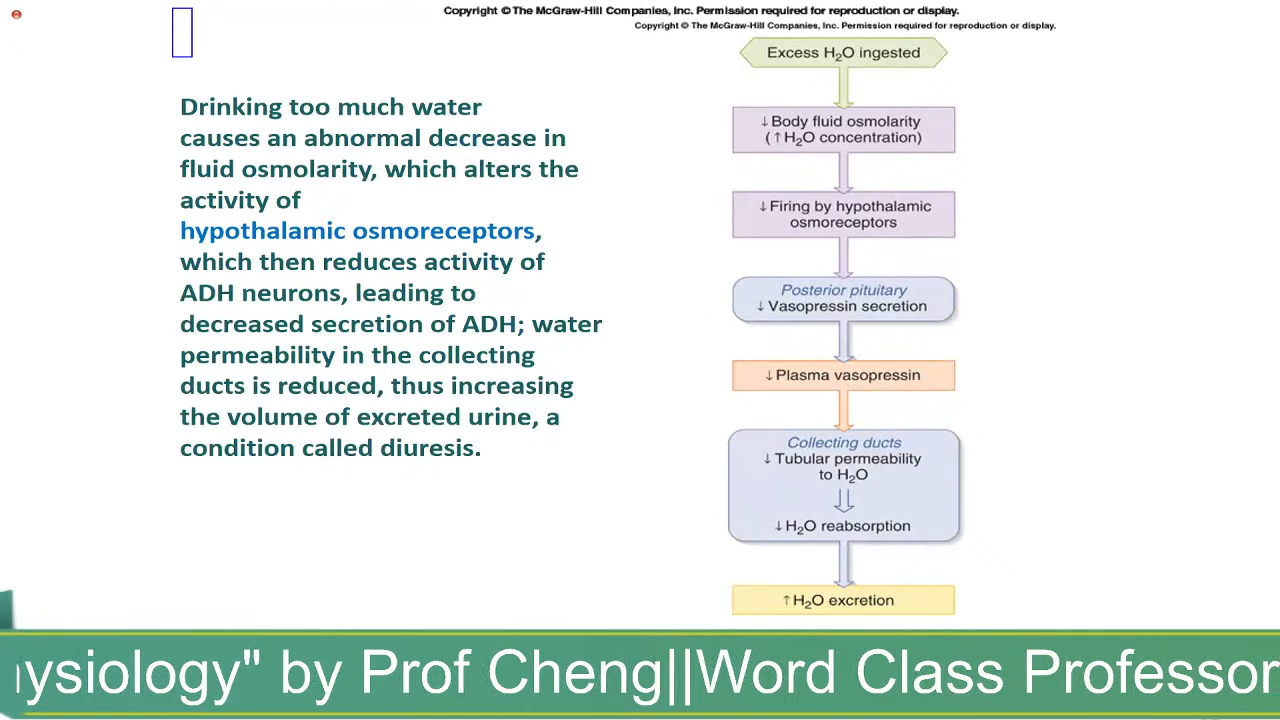 Copyright © The McGraw-Hill Companies, Inc. Permission required for reproduction or display.
Copyright © The McGraw-Hill Companies, Inc. Permission required for reproduction or display.
Drinking too much water
causes an abnormal decrease in
fluid osmolarity, which alters the
activity of
hypothalamic osmoreceptors,
which then reduces activity of
ADH neurons, leading to
decreased secretion of ADH; water
permeability in the collecting
ducts is reduced, thus increasing
the volume of excreted urine, a
condition called diuresis.
Excess H₂O ingested
↓ Body fluid osmolarity
(↑H₂O concentration)
↓ Firing by hypothalamic
osmoreceptors
Posterior pituitary
↓ Vasopressin secretion
↓ Plasma vasopressin
Collecting ducts
↓ Tubular permeability
to H₂O
↓ H₂O reabsorption
↑ H₂O excretion
ysiology" by Prof Cheng||Word Class Professor